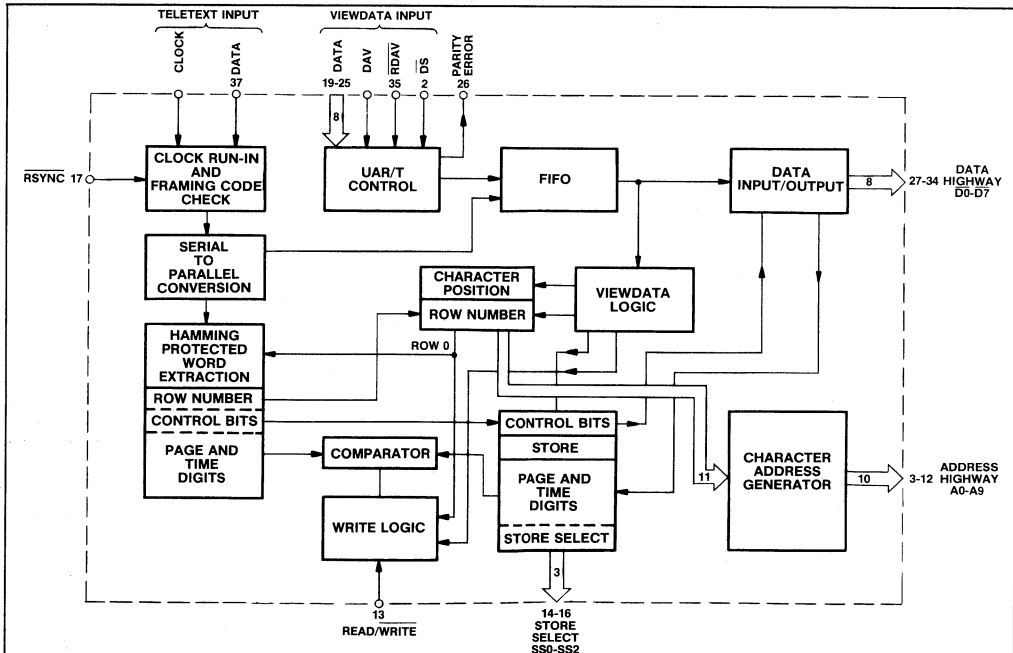 TELETEXT INPUT
VIEWDATA INPUT
CLOCK
DATA
37
DATA
19-25
DAV
RDAV
35
DS
2
PARITY
ERROR
26
8
RSYNC 17
CLOCK RUN-IN
AND
FRAMING CODE
CHECK
UAR/T
CONTROL
FIFO
DATA
INPUT/OUTPUT
8
27-34
DATA
HIGHWAY
D0-D7
SERIAL
TO
PARALLEL
CONVERSION
CHARACTER
POSITION
ROW NUMBER
VIEWDATA
LOGIC
HAMMING
PROTECTED
WORD
EXTRACTION
ROW NUMBER
CONTROL BITS
PAGE AND
TIME
DIGITS
ROW 0
COMPARATOR
WRITE LOGIC
CONTROL BITS
STORE
PAGE AND
TIME
DIGITS
STORE SELECT
11
CHARACTER
ADDRESS
GENERATOR
10
3-12
ADDRESS
HIGHWAY
A0-A9
3
13
READ/WRITE
14-16
STORE
SELECT
SS0-SS2